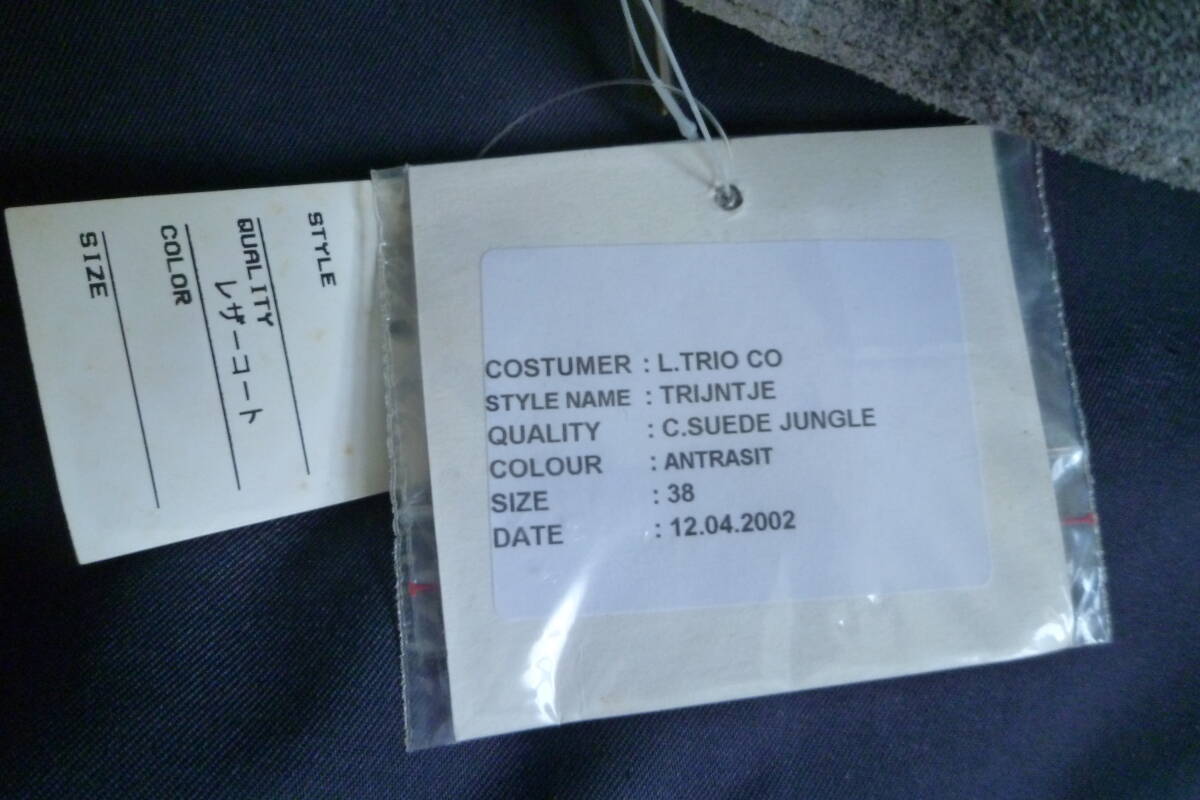 STYLE
QUALITY
レザーコート
COLOR
SIZE
COSTUMER : L.TRIO CO
STYLE NAME : TRIJNTJE
QUALITY : C.SUEDE JUNGLE
COLOUR : ANTRASIT
SIZE : 38
DATE : 12.04.2002